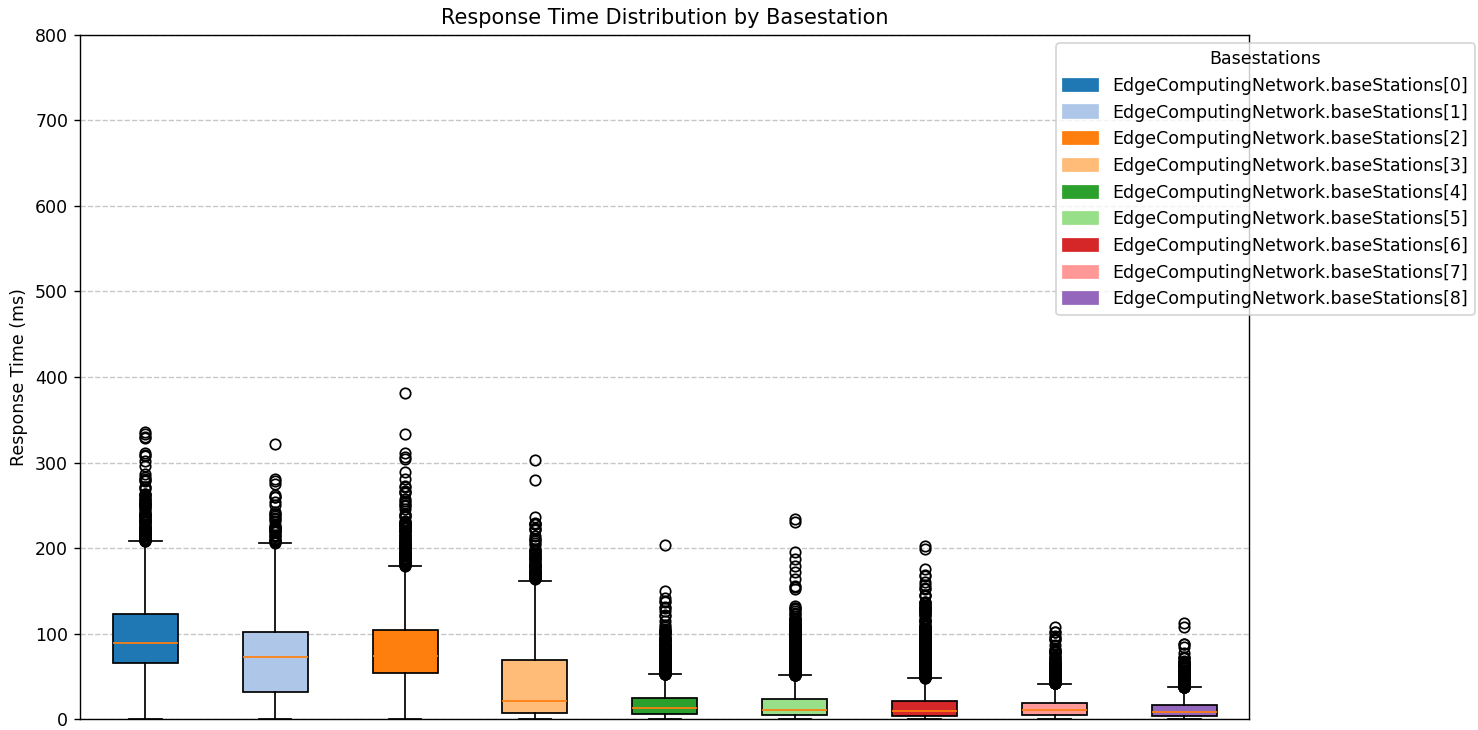 Response Time Distribution by Basestation
Response Time (ms)
800
700
600
500
400
300
200
100
0
Basestations
EdgeComputingNetwork.baseStations[0]
EdgeComputingNetwork.baseStations[1]
EdgeComputingNetwork.baseStations[2]
EdgeComputingNetwork.baseStations[3]
EdgeComputingNetwork.baseStations[4]
EdgeComputingNetwork.baseStations[5]
EdgeComputingNetwork.baseStations[6]
EdgeComputingNetwork.baseStations[7]
EdgeComputingNetwork.baseStations[8]